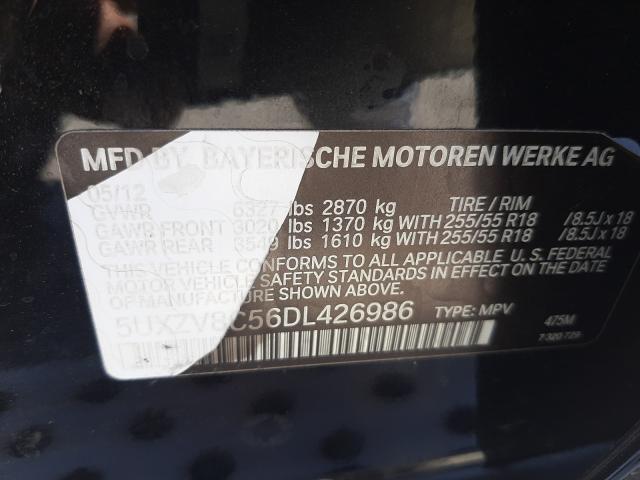 MFD BY BAYERISCHE MOTOREN WERKE AG
05/12
GVWR 6327 lbs 2870 kg TIRE / RIM
GAWR FRONT 3020 lbs 1370 kg WITH 255/55 R18 /8.5J x 18
GAWR REAR 3549 lbs 1610 kg WITH 255/55 R18 /8.5J x 18
THIS VEHICLE CONFORMS TO ALL APPLICABLE U.S. FEDERAL
MOTOR VEHICLE SAFETY STANDARDS IN EFFECT ON THE DATE
OF MANUFACTURE SHOWN ABOVE.
5UXZV8C56DL426986 TYPE: MPV 475M
7 320 729